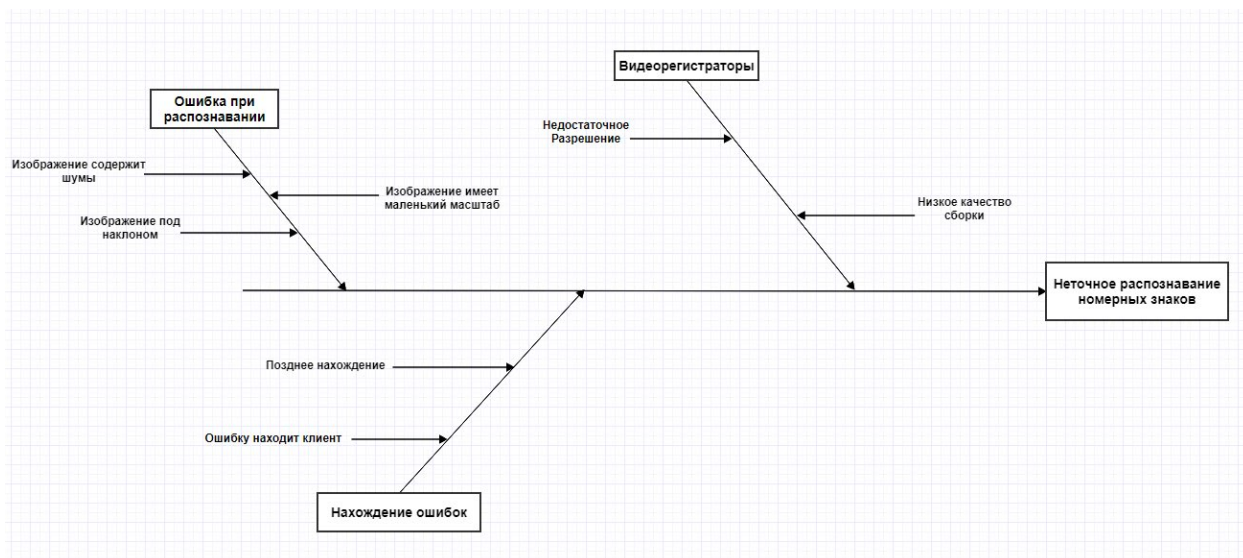 Видеорегистраторы
Ошибка при
распознавании
Недостаточное
Разрешение
Изображение содержит
шумы
Изображение имеет
маленький масштаб
Низкое качество
сборки
Изображение под
наклоном
Неточное распознавание
номерных знаков
Позднее нахождение
Ошибку находит клиент
Нахождение ошибок